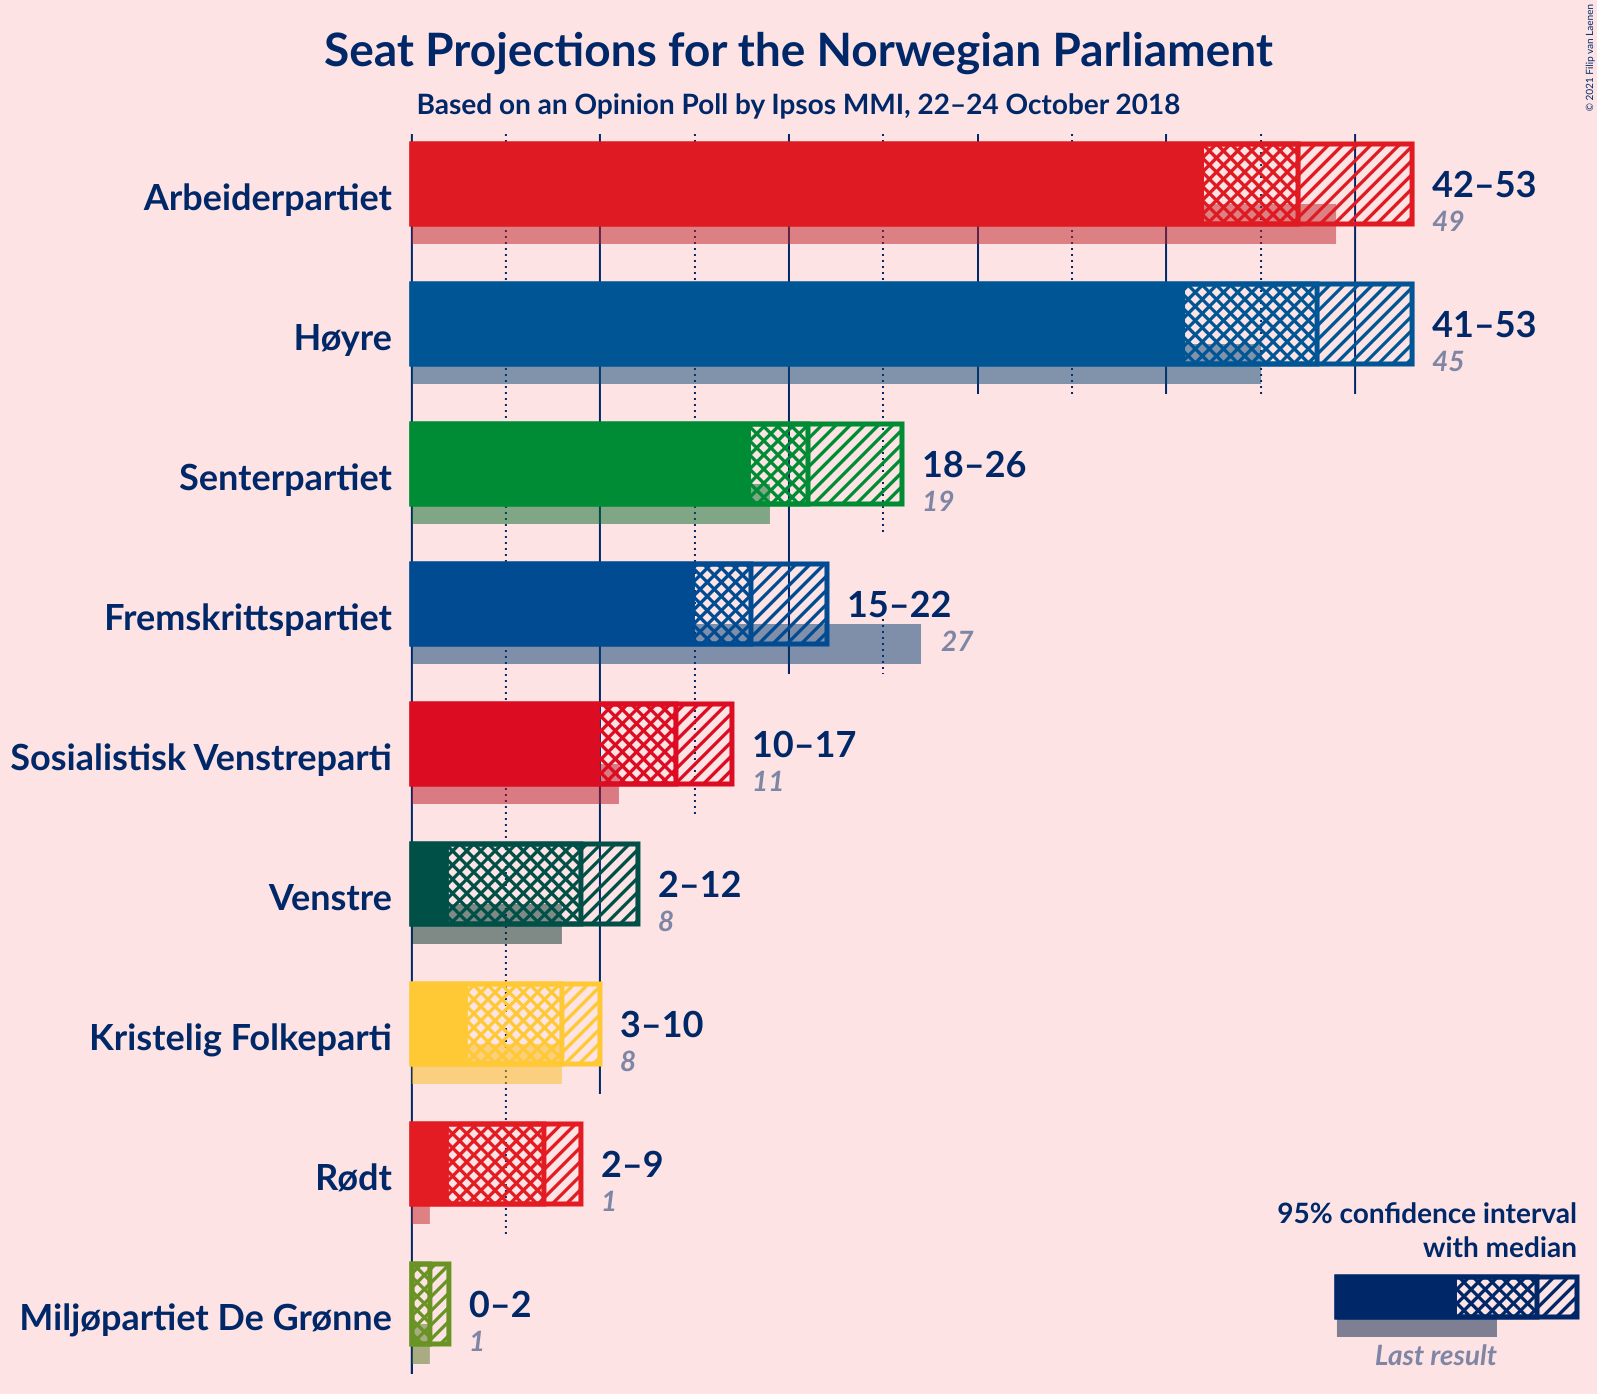 Seat Projections for the Norwegian Parliament
Based on an Opinion Poll by Ipsos MMI, 22–24 October 2018
© 2021 Filip van Laenen
Arbeiderpartiet
42–53
49
Høyre
41–53
45
Senterpartiet
18–26
19
Fremskrittspartiet
15–22
27
Sosialistisk Venstreparti
10–17
11
Venstre
2–12
8
Kristelig Folkeparti
3–10
8
Rødt
2–9
1
Miljøpartiet De Grønne
0–2
1
95% confidence interval
with median
Last result